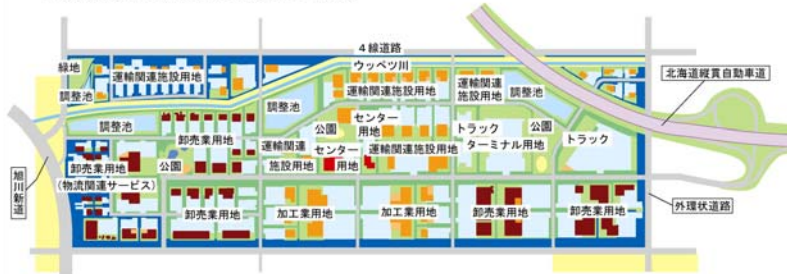 4線道路
ウッペツ川
緑地
運輸関連施設用地
北海道縦貫自動車道
調整池
調整池
運輸関連施設用地
運輸関連
施設用地
調整池
調整池
卸売業用地
公園
センター
用地
トラック
ターミナル用地
公園
トラック
卸売業用地
(物流関連サービス)
公園
運輸関連
施設用地
センター
用地
運輸関連施設用地
旭川新道
卸売業用地
加工業用地
加工業用地
卸売業用地
卸売業用地
外環状道路